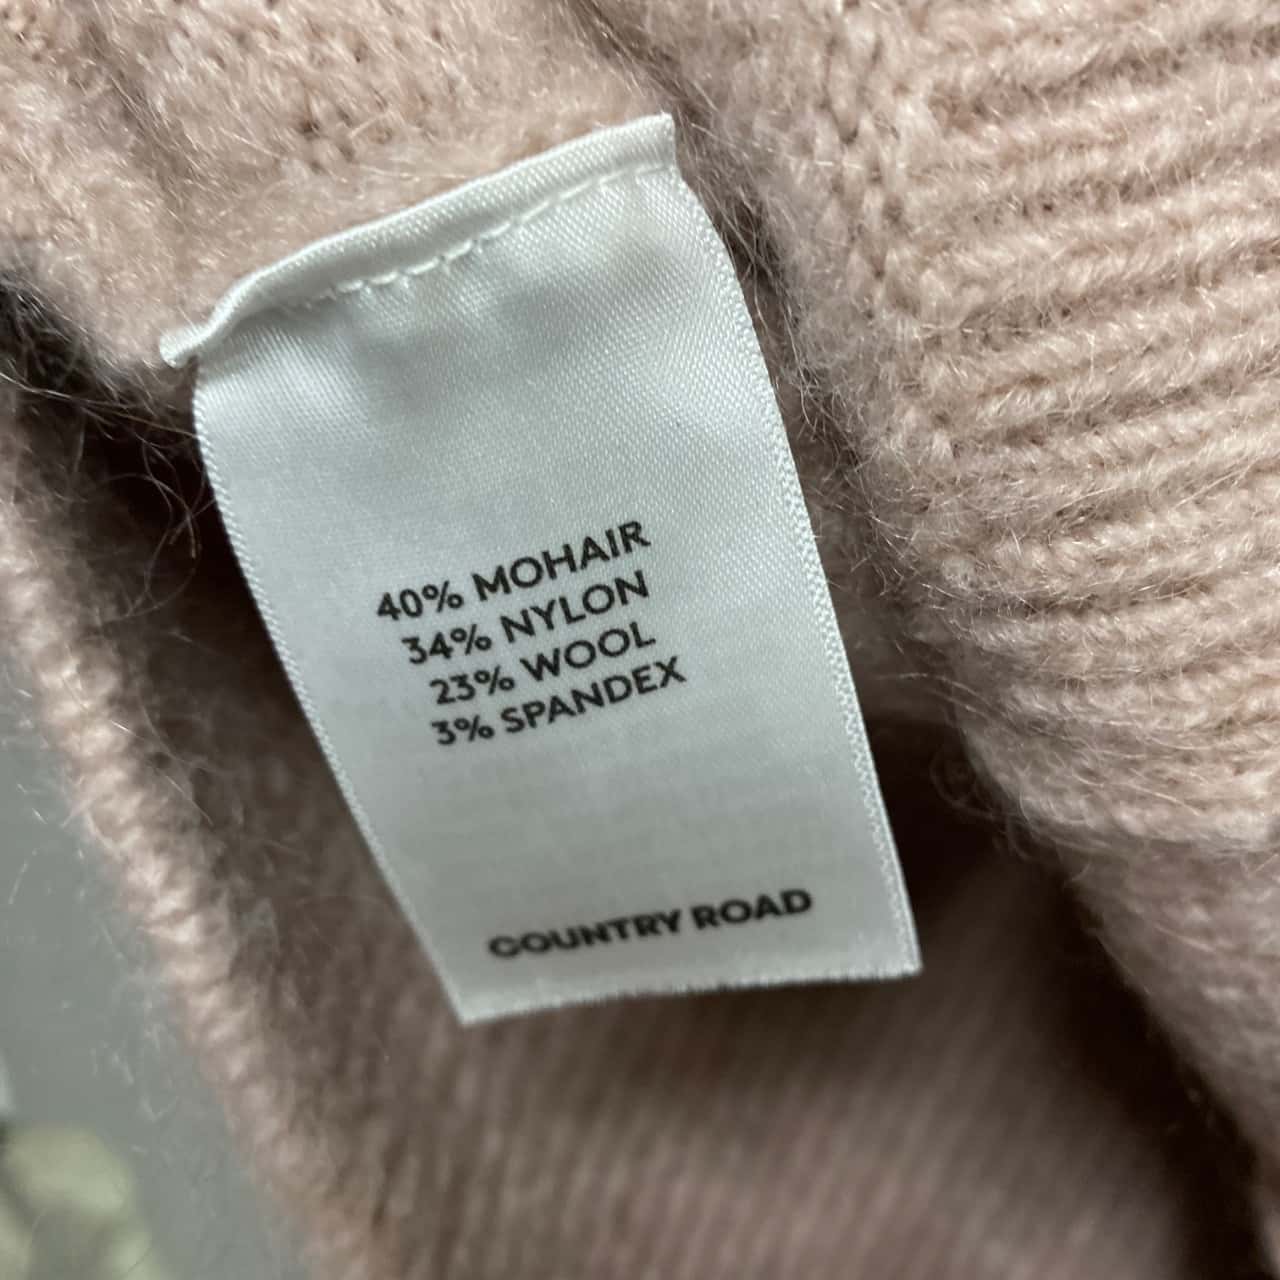 40% MOHAIR
34% NYLON
23% WOOL
3% SPANDEX
COUNTRY ROAD